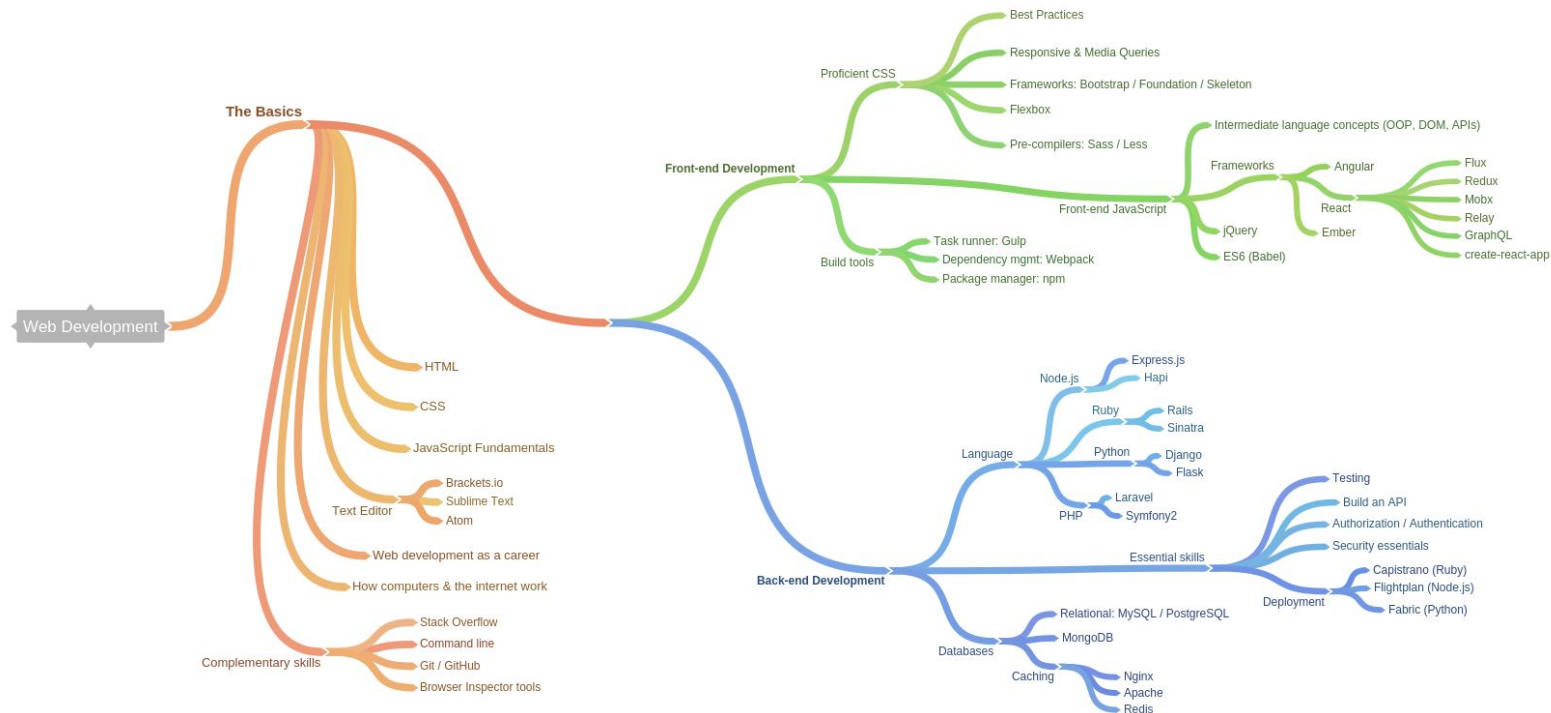 Web Development
The Basics
HTML
CSS
JavaScript Fundamentals
Text Editor
Brackets.io
Sublime Text
Atom
Web development as a career
How computers & the internet work
Complementary skills
Stack Overflow
Command line
Git / GitHub
Browser Inspector tools
Front-end Development
Proficient CSS
Best Practices
Responsive & Media Queries
Frameworks: Bootstrap / Foundation / Skeleton
Flexbox
Pre-compilers: Sass / Less
Front-end JavaScript
Intermediate language concepts (OOP, DOM, APIs)
Frameworks
Angular
React
Flux
Redux
Mobx
Relay
GraphQL
create-react-app
Ember
jQuery
ES6 (Babel)
Build tools
Task runner: Gulp
Dependency mgmt: Webpack
Package manager: npm
Back-end Development
Language
Node.js
Express.js
Hapi
Ruby
Rails
Sinatra
Python
Django
Flask
PHP
Laravel
Symfony2
Essential skills
Testing
Build an API
Authorization / Authentication
Security essentials
Deployment
Capistrano (Ruby)
Flightplan (Node.js)
Fabric (Python)
Databases
Relational: MySQL / PostgreSQL
MongoDB
Caching
Nginx
Apache
Redis